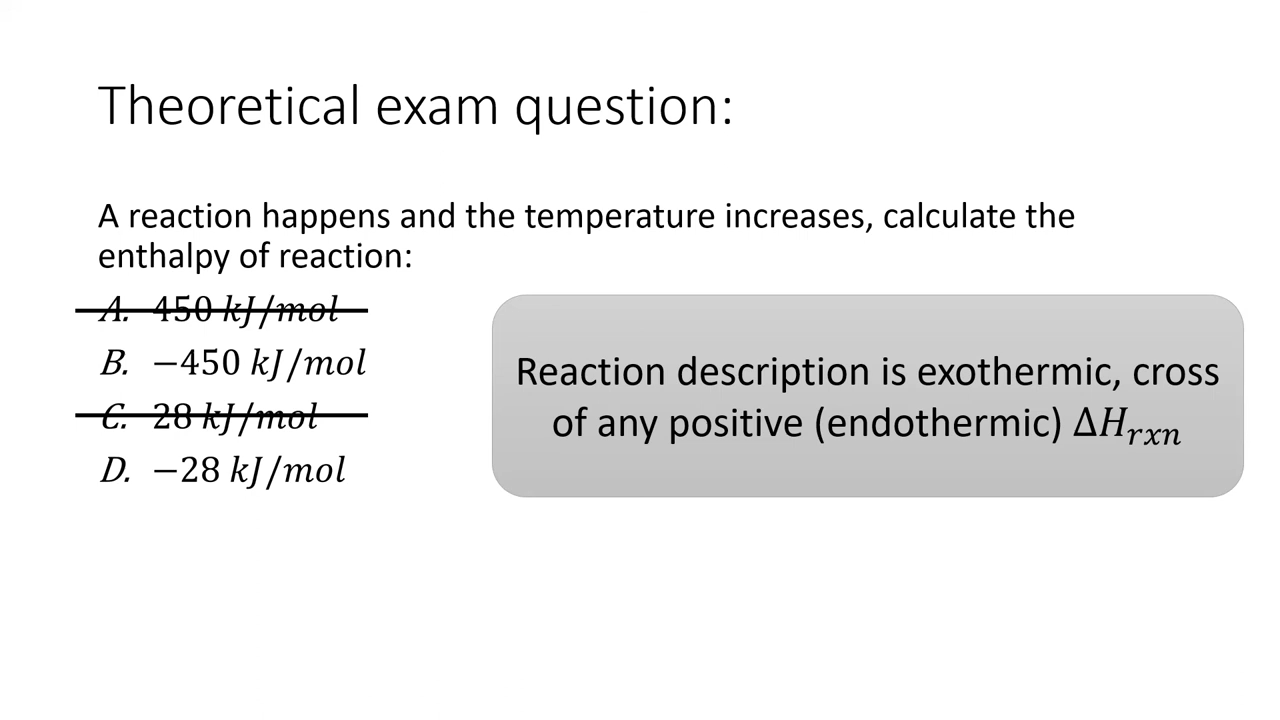 Theoretical exam question:
A reaction happens and the temperature increases, calculate the
enthalpy of reaction:
A. 450 kJ/mol
B. −450 kJ/mol
C. 28 kJ/mol
D. −28 kJ/mol
Reaction description is exothermic, cross
of any positive (endothermic) ΔH_rxn